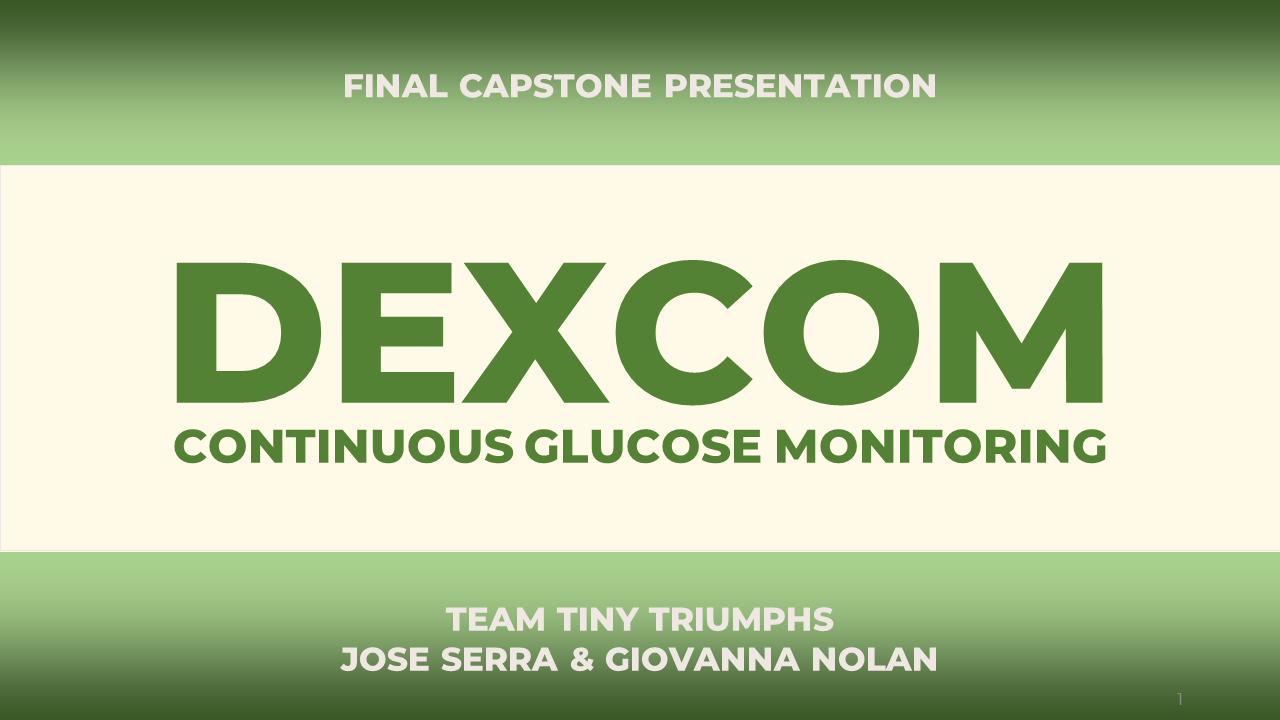 FINAL CAPSTONE PRESENTATION
DEXCOM
CONTINUOUS GLUCOSE MONITORING
TEAM TINY TRIUMPHS
JOSE SERRA & GIOVANNA NOLAN
1